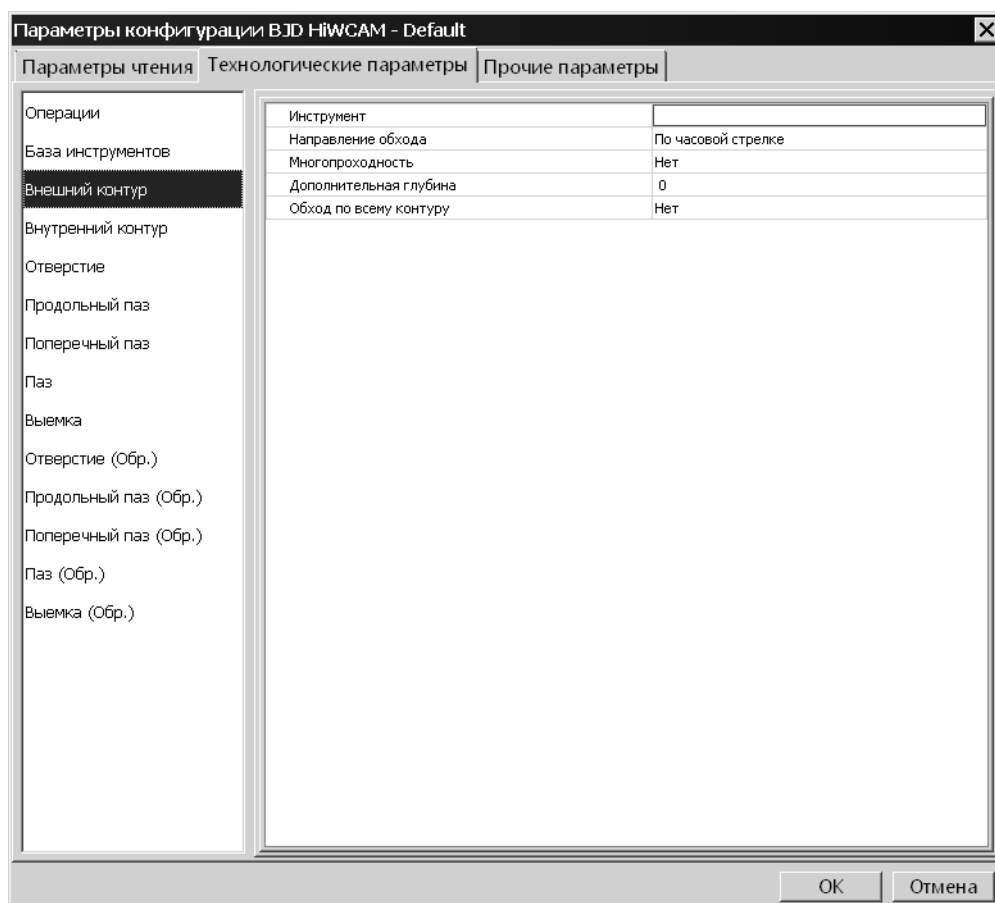 Параметры конфигурации BJD HiWCAM - Default
Параметры чтения Технологические параметры Прочие параметры
Операции
База инструментов
Внешний контур
Внутренний контур
Отверстие
Продольный паз
Поперечный паз
Паз
Выемка
Отверстие (Обр.)
Продольный паз (Обр.)
Поперечный паз (Обр.)
Паз (Обр.)
Выемка (Обр.)
Инструмент
Направление обхода По часовой стрелке
Многопроходность Нет
Дополнительная глубина 0
Обход по всему контуру Нет
OK Отмена